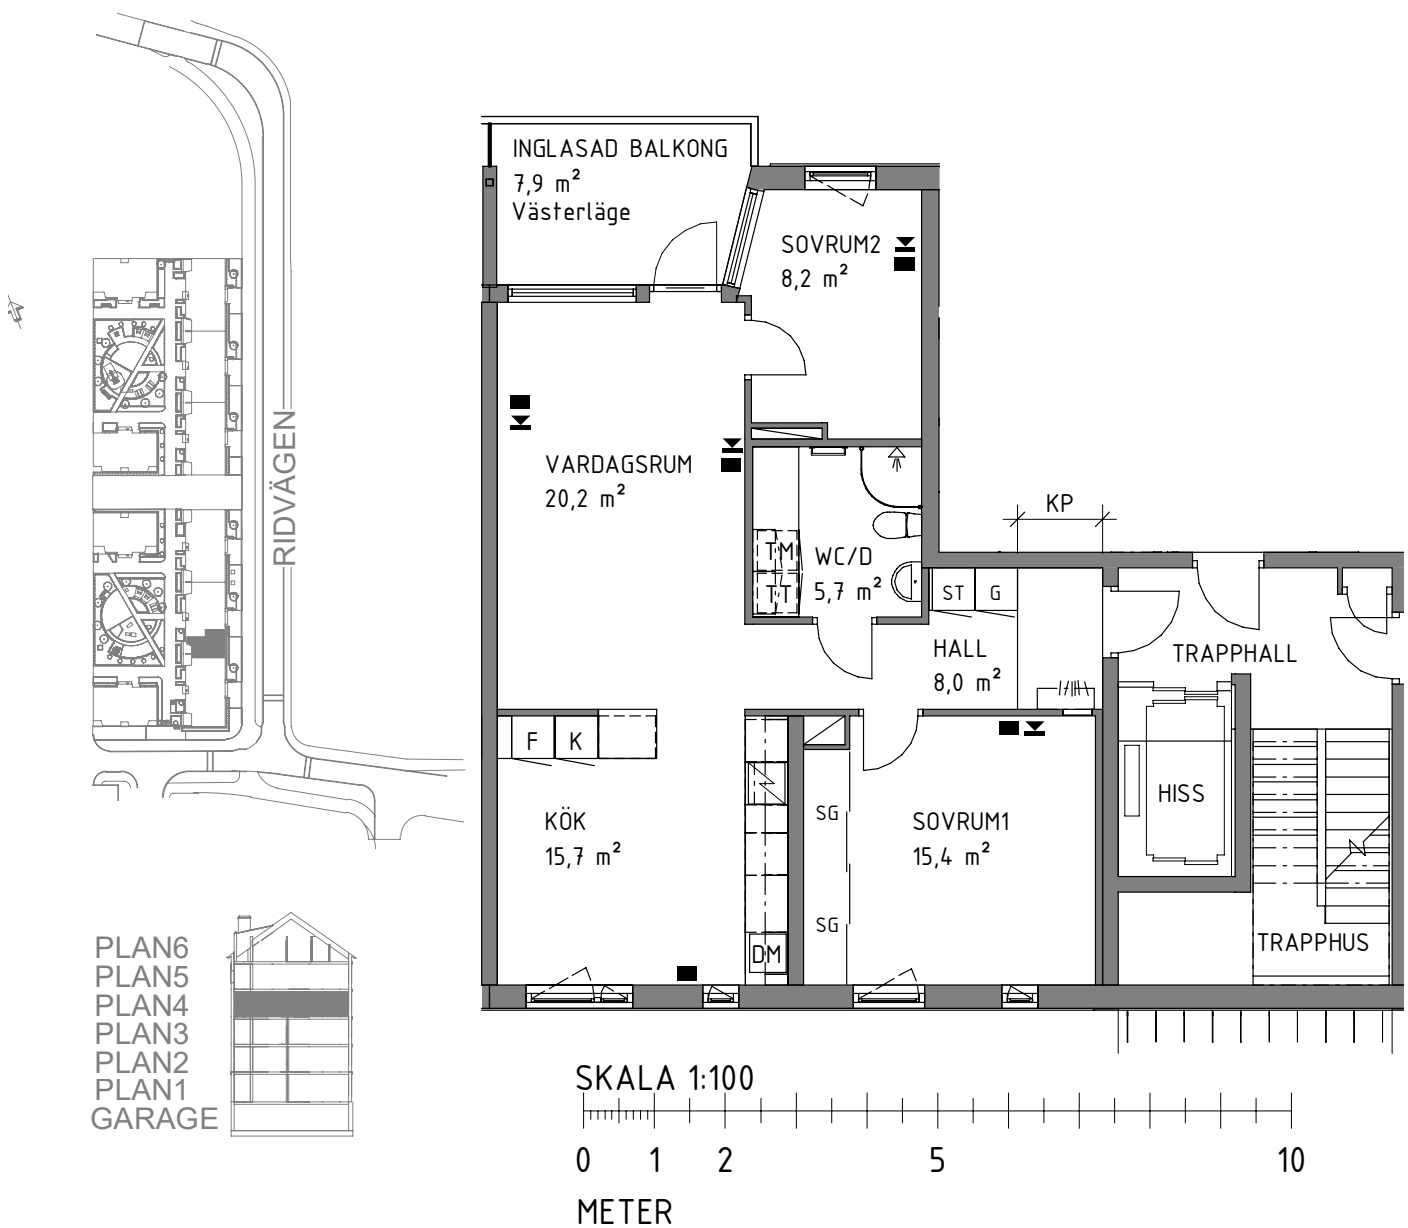 INGLASAD BALKONG
7,9 m²
Västerläge
SOVRUM2
8,2 m²
RIDVÄGEN
VARDAGSRUM
20,2 m²
KP
TM
TT
WC/D
5,7 m²
ST
G
HALL
8,0 m²
TRAPPHALL
F
K
HISS
KÖK
15,7 m²
SG
SG
SOVRUM1
15,4 m²
DM
TRAPPHUS
PLAN6
PLAN5
PLAN4
PLAN3
PLAN2
PLAN1
GARAGE
SKALA 1:100
0 1 2 5 10
METER